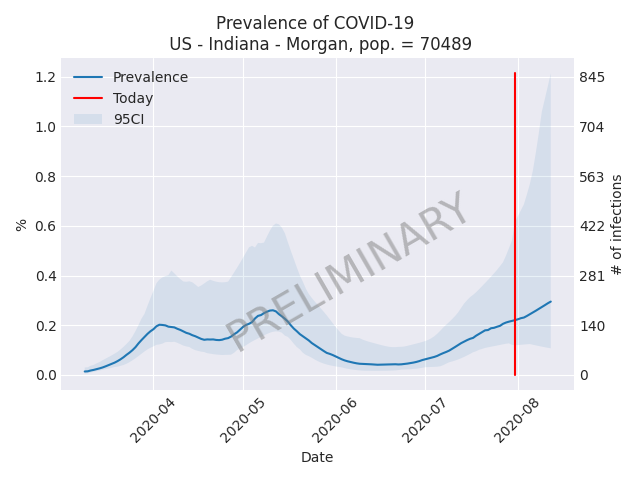 Prevalence of COVID-19
US - Indiana - Morgan, pop. = 70489
Prevalence
Today
95CI
PRELIMINARY
%
1.2
1.0
0.8
0.6
0.4
0.2
0.0
845
704
563
422
281
140
0
# of infections
2020-04
2020-05
2020-06
2020-07
2020-08
Date